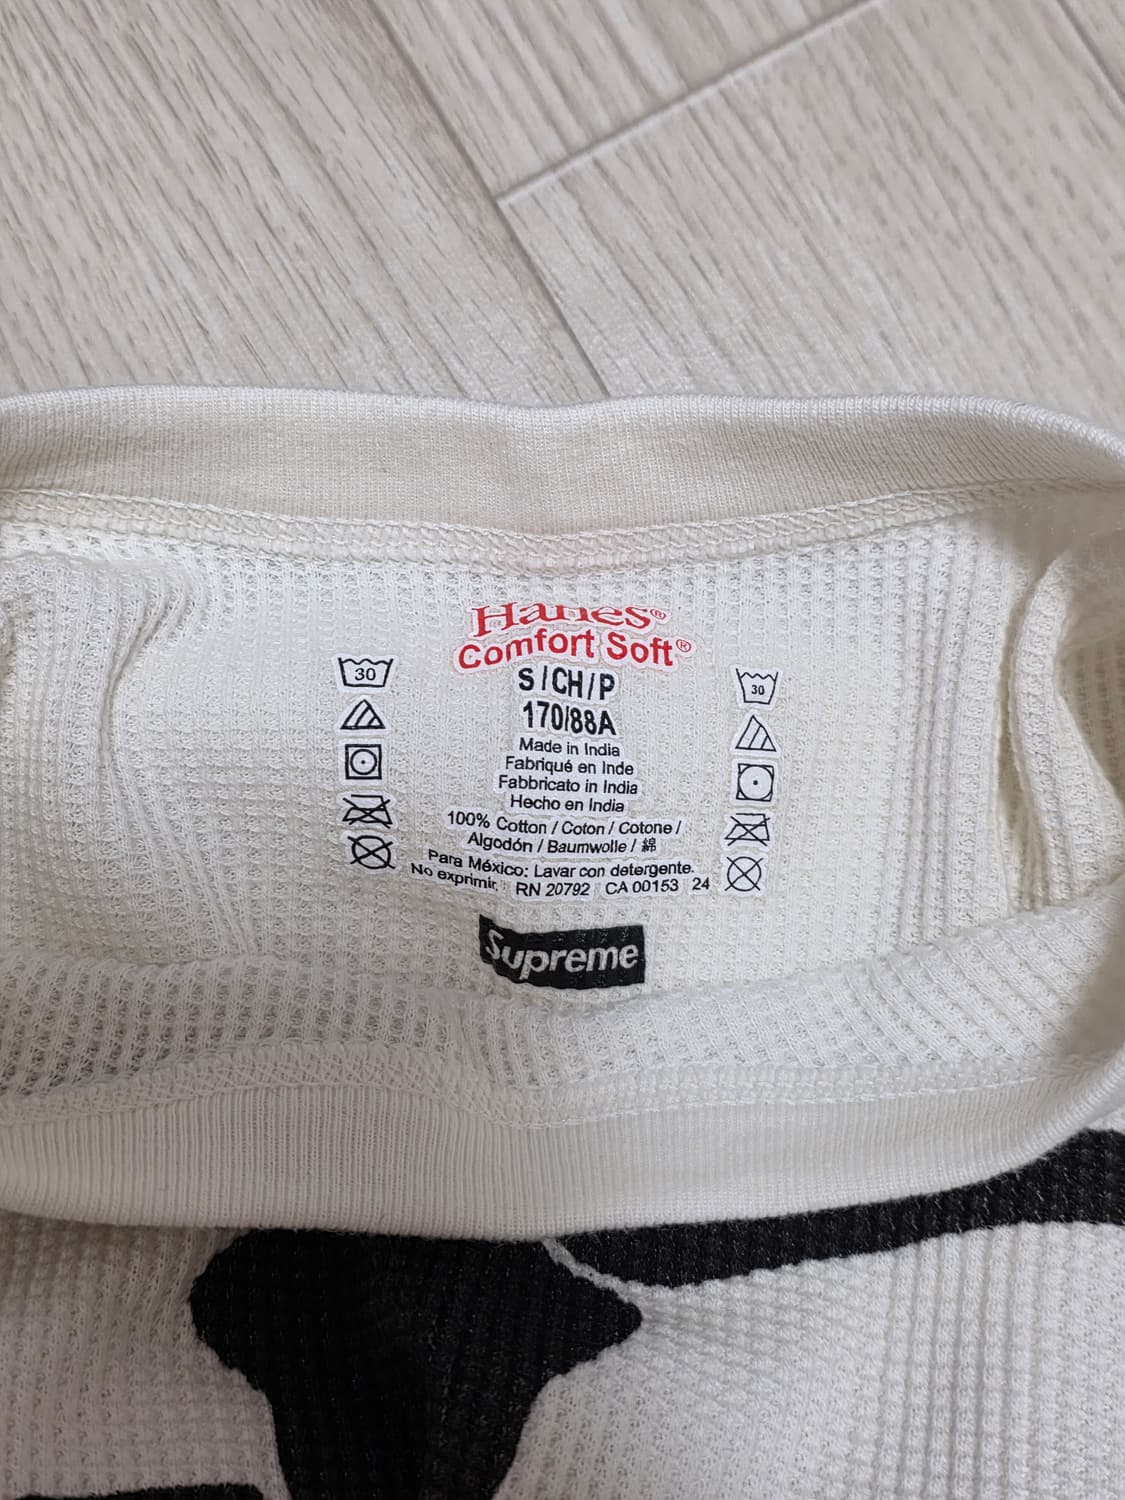 Hanes®
Comfort Soft®
S/CH/P
170/88A
Made in India
Fabriqué en Inde
Fabbricato in India
Hecho en India
100% Cotton / Coton / Cotone /
Algodón / Baumwolle / 綿
Para México: Lavar con detergente.
No exprimir. RN 20792 CA 00153 24
30
30
Supreme